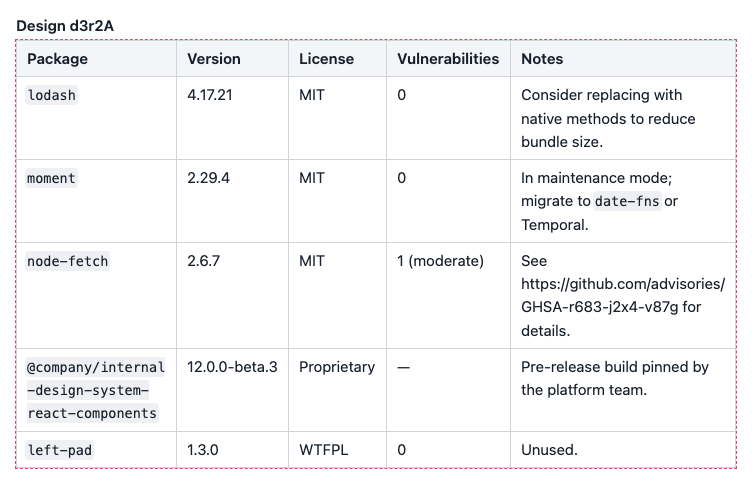 Design d3r2A
Package Version License Vulnerabilities Notes
lodash 4.17.21 MIT 0 Consider replacing with
native methods to reduce
bundle size.
moment 2.29.4 MIT 0 In maintenance mode;
migrate to date-fns or
Temporal.
node-fetch 2.6.7 MIT 1 (moderate) See
https://github.com/advisories/
GHSA-r683-j2x4-v87g for
details.
@company/internal 12.0.0-beta.3 Proprietary — Pre-release build pinned by
-design-system- the platform team.
react-components
left-pad 1.3.0 WTFPL 0 Unused.